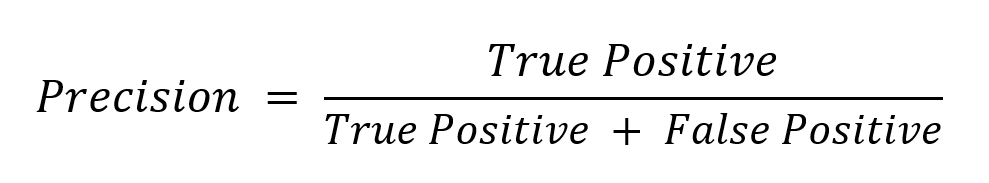 True Positive
Precision =
True Positive + False Positive